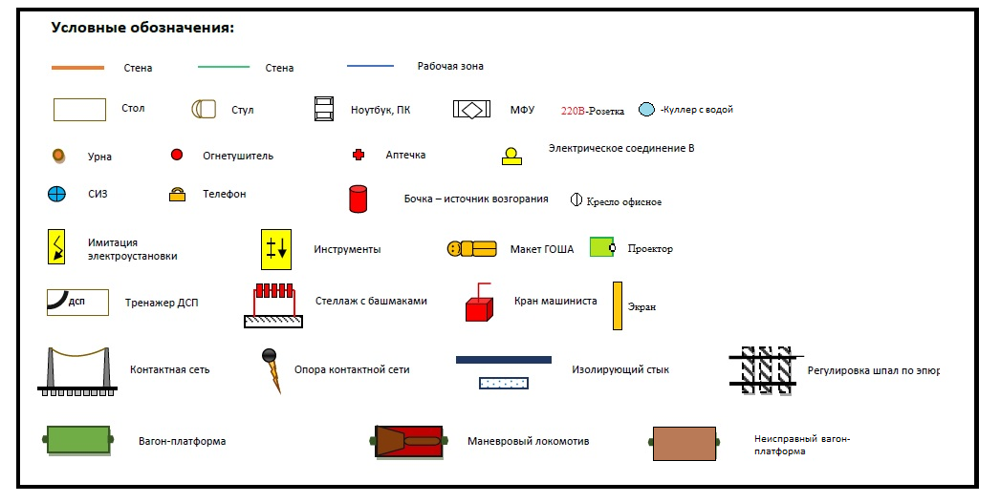 Условные обозначения:
Стена
Стена
Рабочая зона
Стол
Стул
Ноутбук, ПК
МФУ
220В-Розетка
-Куллер с водой
Урна
Огнетушитель
Аптечка
Электрическое соединение В
СИЗ
Телефон
Бочка – источник возгорания
Кресло офисное
Имитация
электроустановки
Инструменты
Макет ГОША
Проектор
ДСП
Тренажер ДСП
Стеллаж с башмаками
Кран машиниста
Экран
Контактная сеть
Опора контактной сети
Изолирующий стык
Регулировка шпал по эпюр
Вагон-платформа
Маневровый локомотив
Неисправный вагон-
платформа